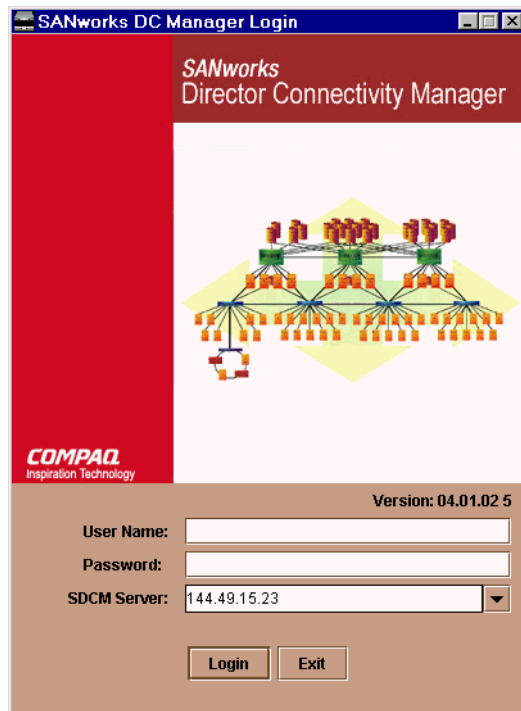 SANworks DC Manager Login
SANworks
Director Connectivity Manager
COMPAQ
Inspiration Technology
Version: 04.01.02 5
User Name:
Password:
SDCM Server: 144.49.15.23
Login Exit